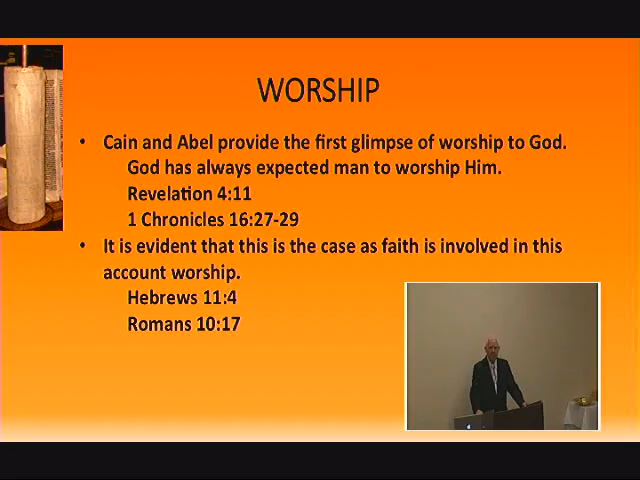 WORSHIP
• Cain and Abel provide the first glimpse of worship to God.
God has always expected man to worship Him.
Revelation 4:11
1 Chronicles 16:27-29
• It is evident that this is the case as faith is involved in this
account worship.
Hebrews 11:4
Romans 10:17